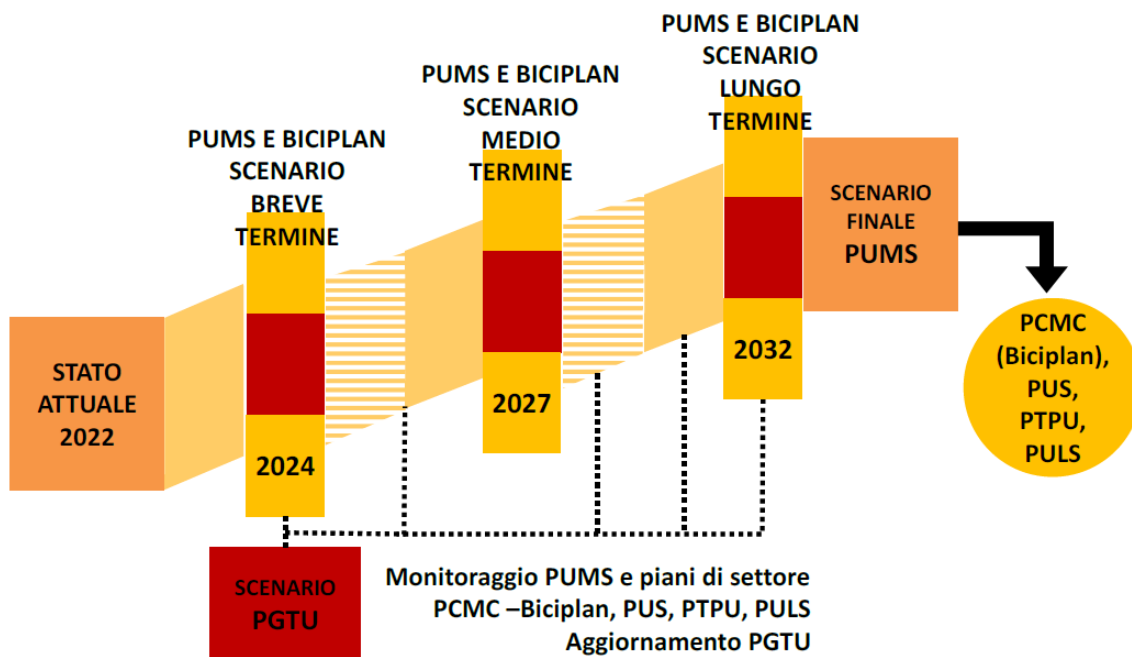 PUMS E BICIPLAN
SCENARIO
LUNGO
TERMINE
PUMS E BICIPLAN
SCENARIO
MEDIO
TERMINE
PUMS E BICIPLAN
SCENARIO
BREVE
TERMINE
SCENARIO
FINALE
PUMS
STATO
ATTUALE
2022
2024
2027
2032
PCMC
(Biciplan),
PUS,
PTPU,
PULS
SCENARIO
PGTU
Monitoraggio PUMS e piani di settore
PCMC –Biciplan, PUS, PTPU, PULS
Aggiornamento PGTU